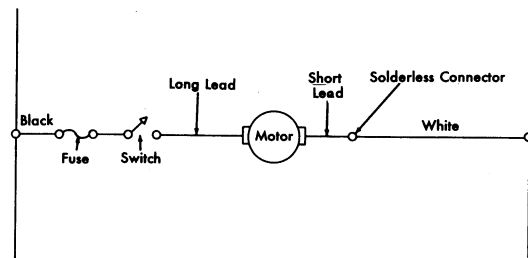 Long Lead
Short
Lead
Solderless Connector
Black
Motor
White
Fuse
Switch